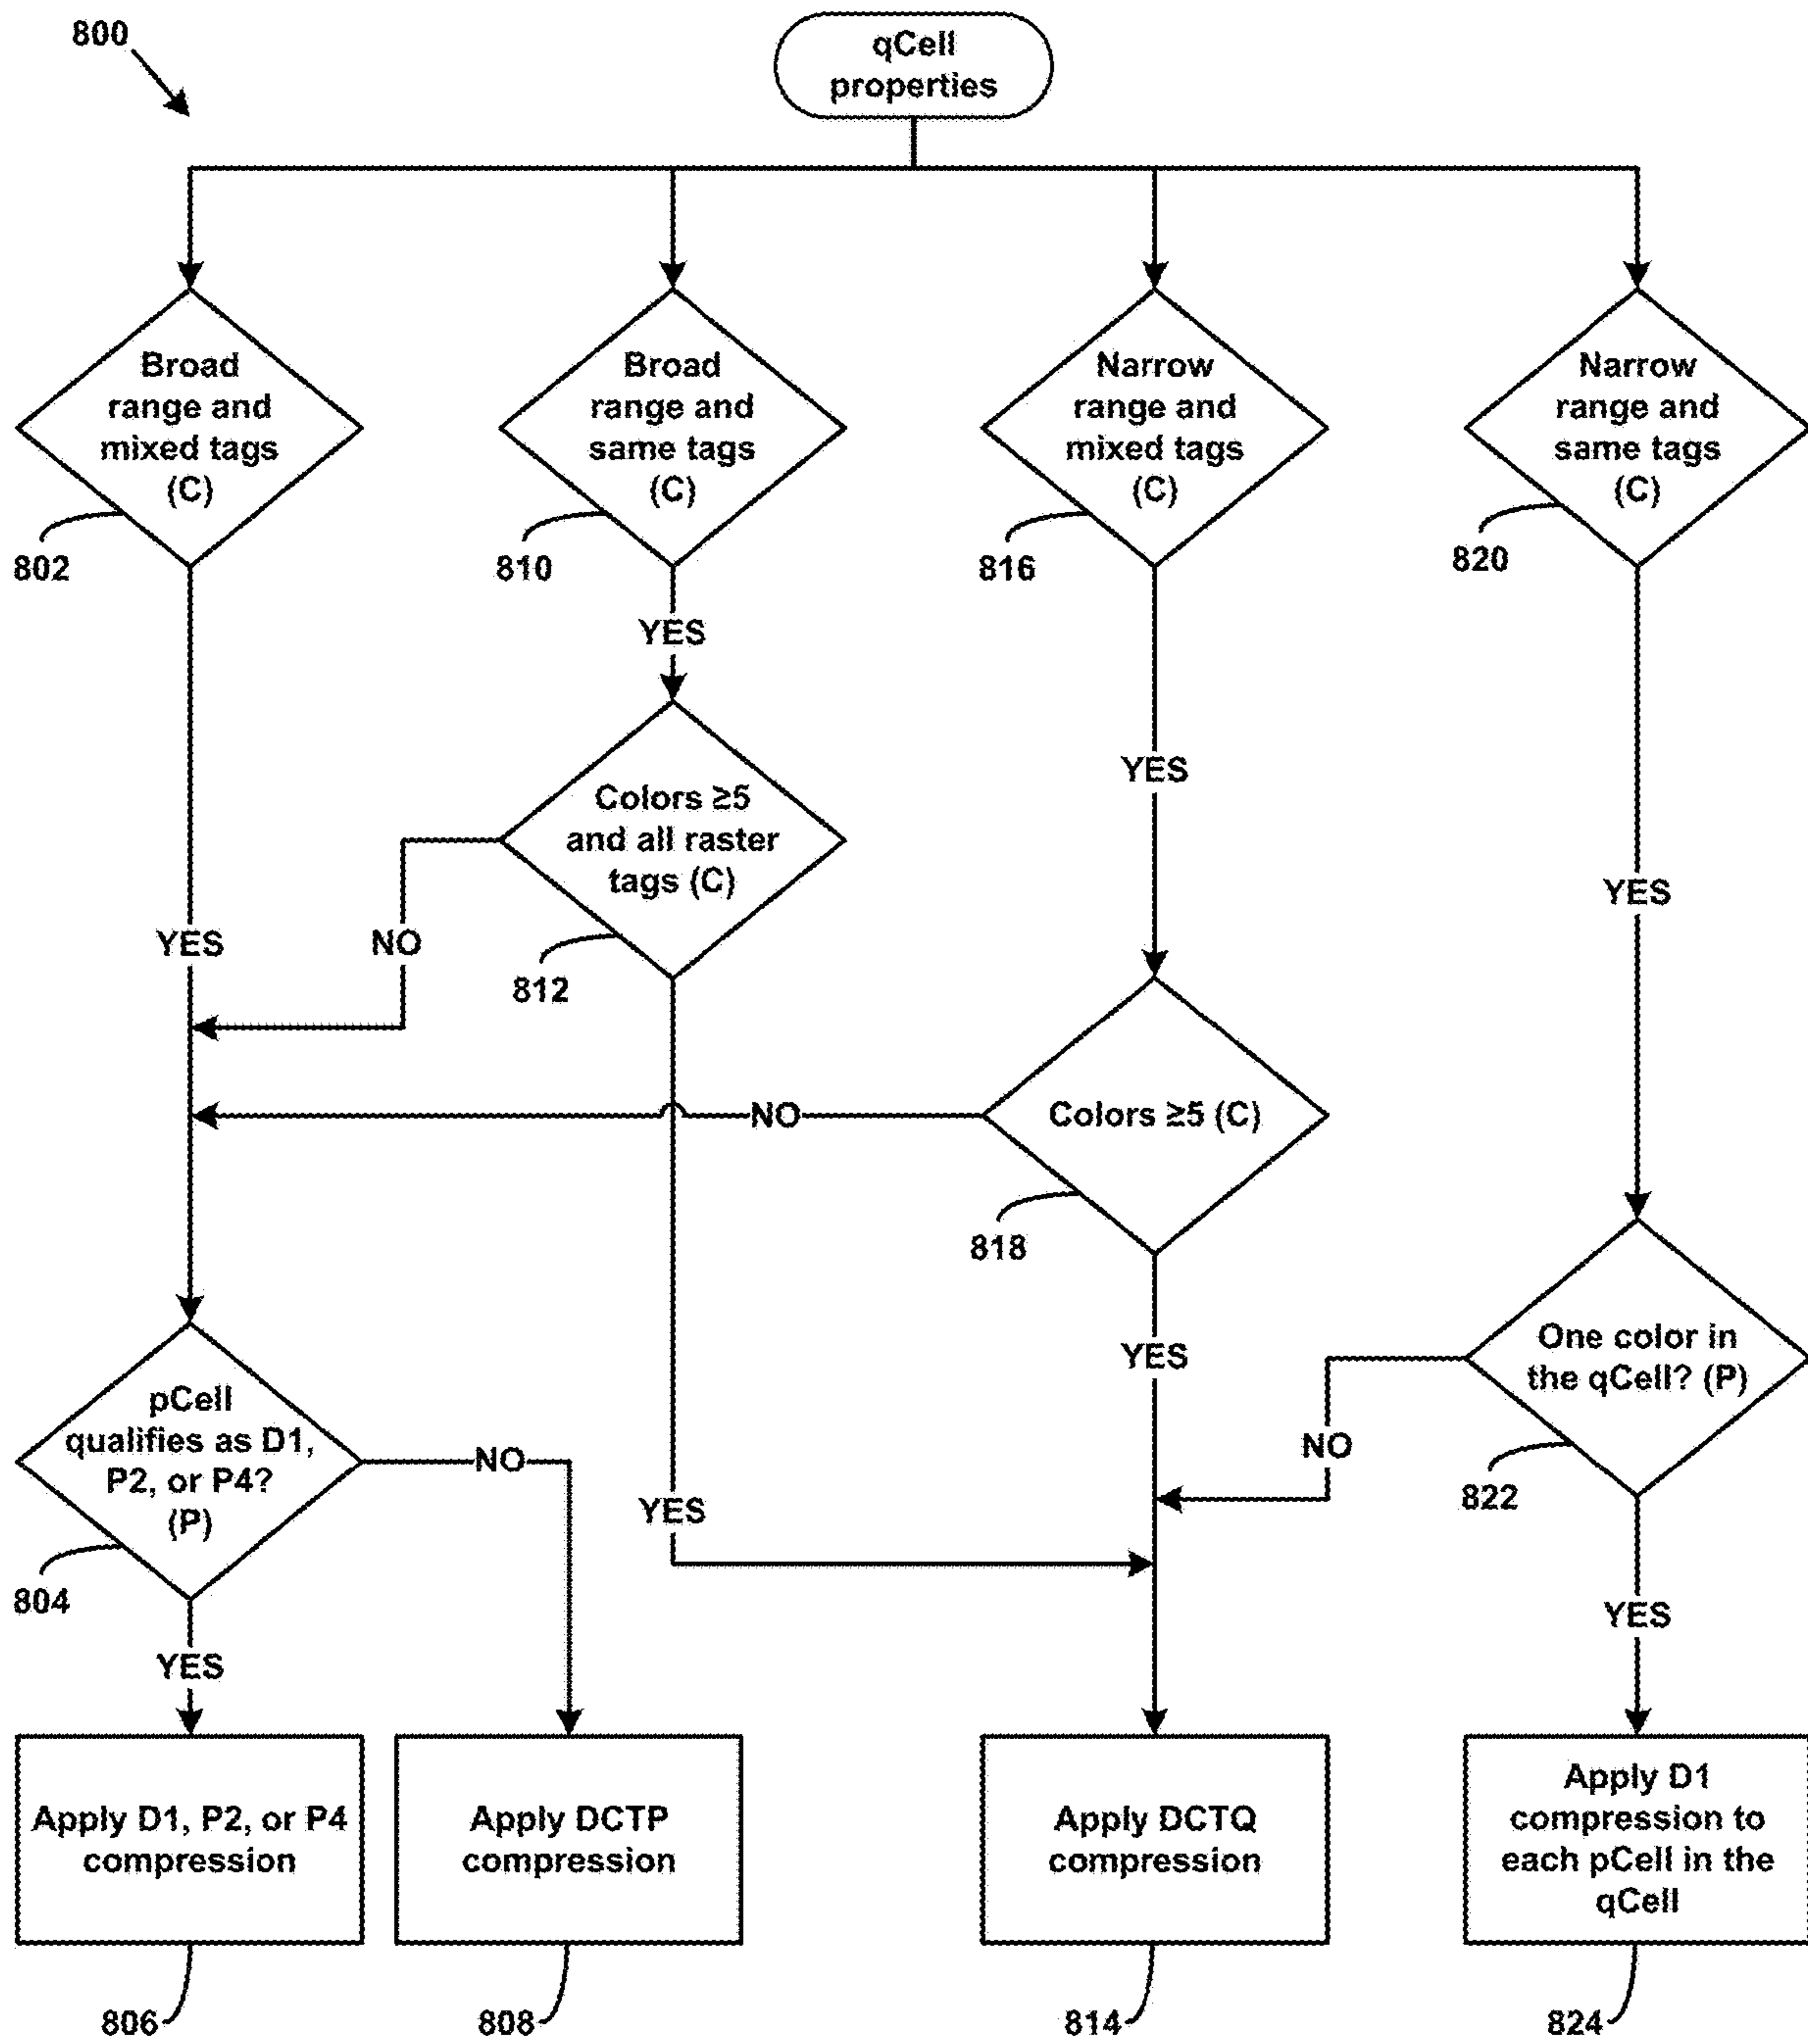 800
qCell
properties
Broad
range and
mixed tags
(C)
802
Broad
range and
same tags
(C)
810
Narrow
range and
mixed tags
(C)
816
Narrow
range and
same tags
(C)
820
YES
YES
YES
YES
Colors ≥5
and all raster
tags (C)
812
NO
Colors ≥5 (C)
818
NO
One color in
the qCell? (P)
822
NO
YES
YES
YES
pCell
qualifies as D1,
P2, or P4?
(P)
804
NO
YES
Apply D1, P2, or P4
compression
806
Apply DCTP
compression
808
Apply DCTQ
compression
814
Apply D1
compression to
each pCell in the
qCell
824